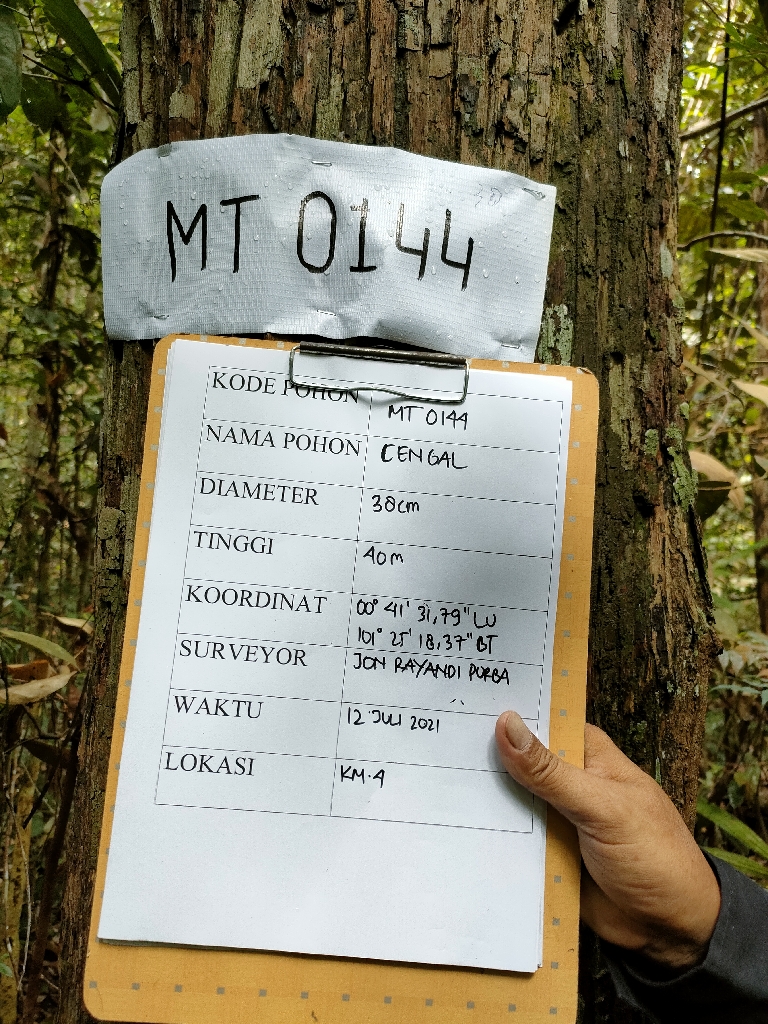 MT 0144
KODE POHON MT 0144
NAMA POHON CENGAL
DIAMETER 38cm
TINGGI 40m
KOORDINAT 00° 41' 31,79" LU
101° 25' 18,37" BT
SURVEYOR JON RAYANDI PURBA
WAKTU 12 JULI 2021
LOKASI KM.4